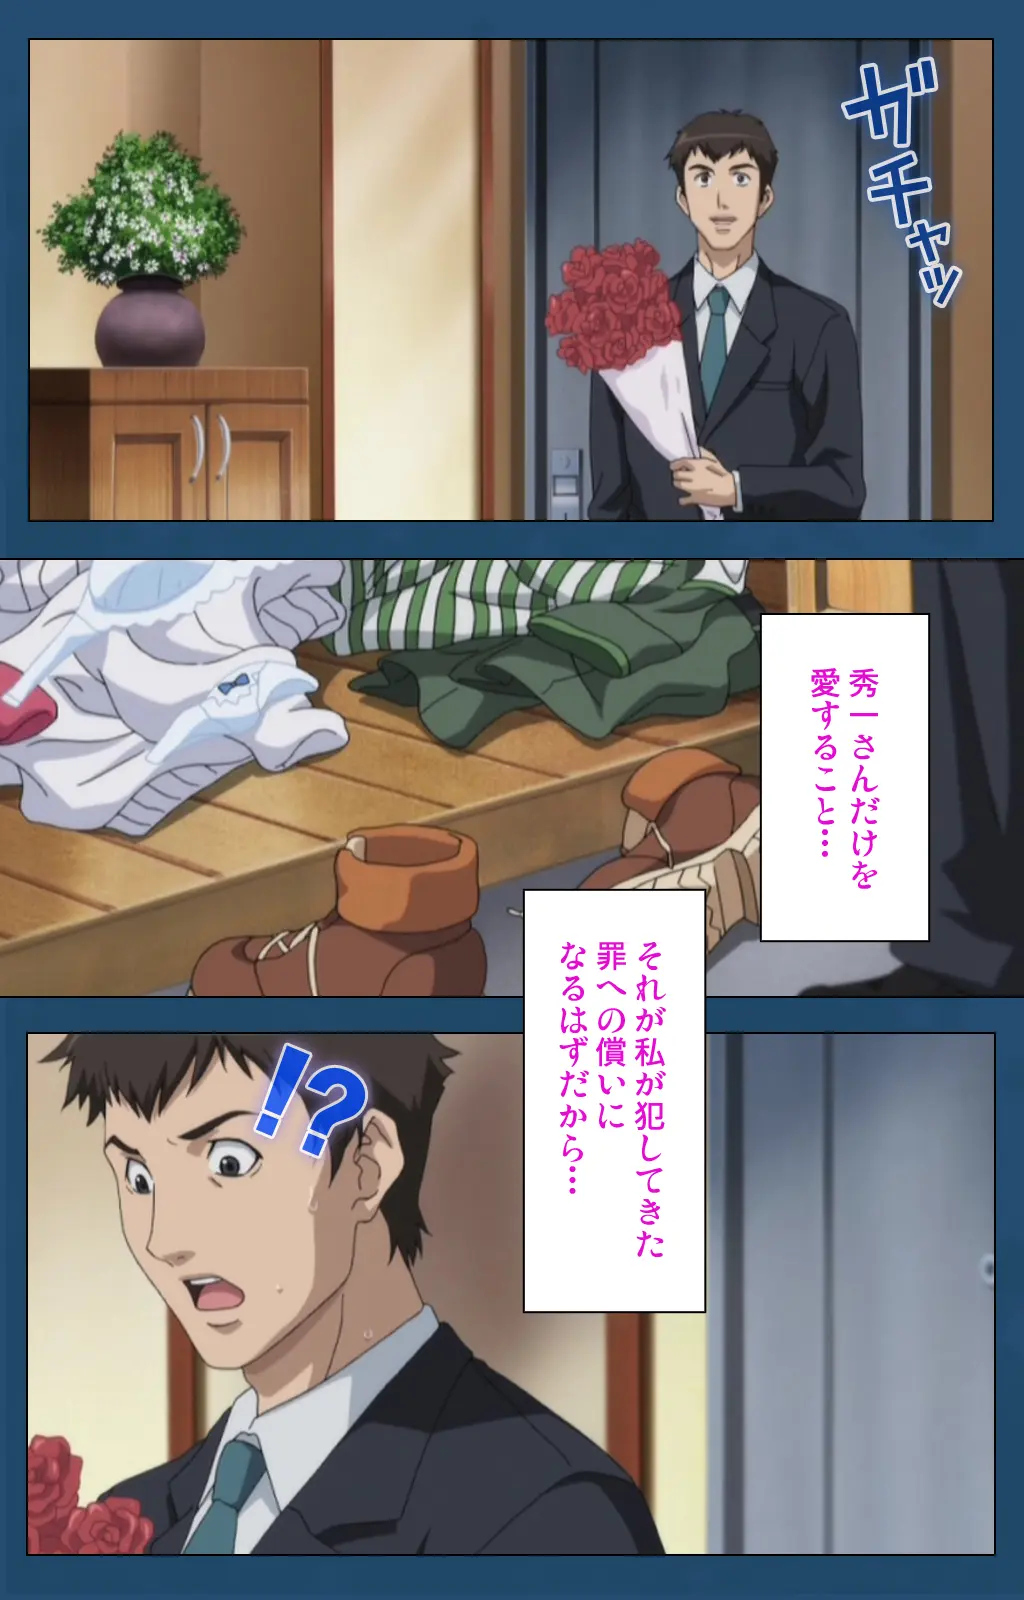 ガチャッ
秀一さんだけを
愛すること…
それが私が犯してきた
罪への償いに
なるはずだから…
!?